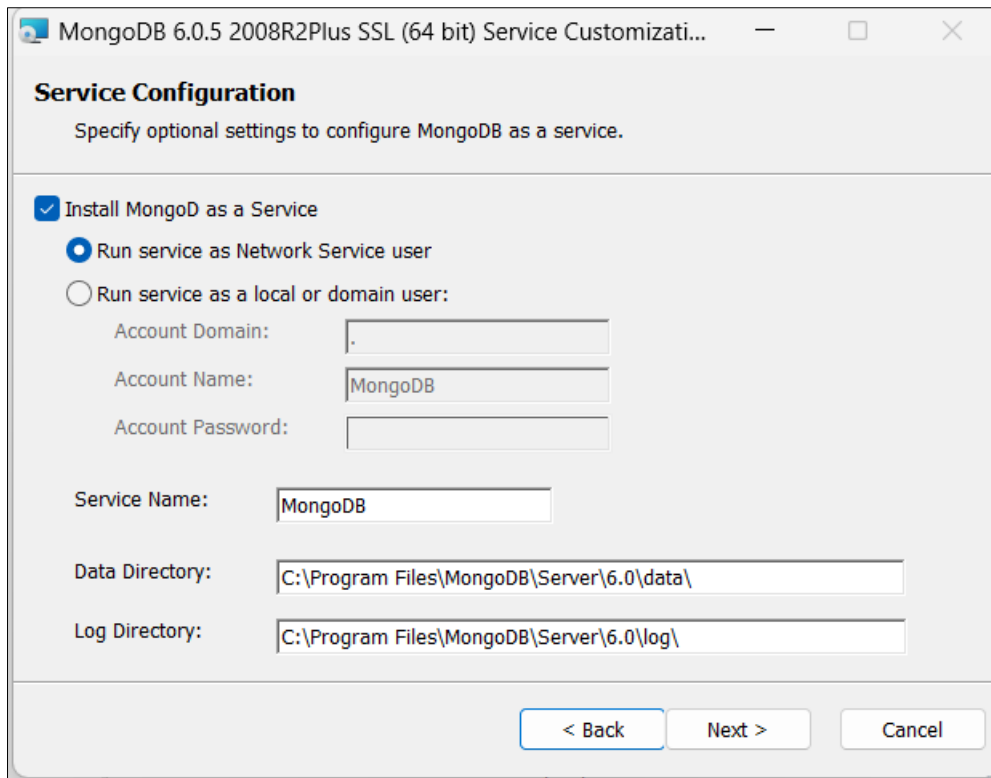 MongoDB 6.0.5 2008R2Plus SSL (64 bit) Service Customizati...
Service Configuration
Specify optional settings to configure MongoDB as a service.
Install MongoD as a Service
Run service as Network Service user
Run service as a local or domain user:
Account Domain: .
Account Name: MongoDB
Account Password:
Service Name: MongoDB
Data Directory: C:\Program Files\MongoDB\Server\6.0\data\
Log Directory: C:\Program Files\MongoDB\Server\6.0\log\
< Back Next > Cancel